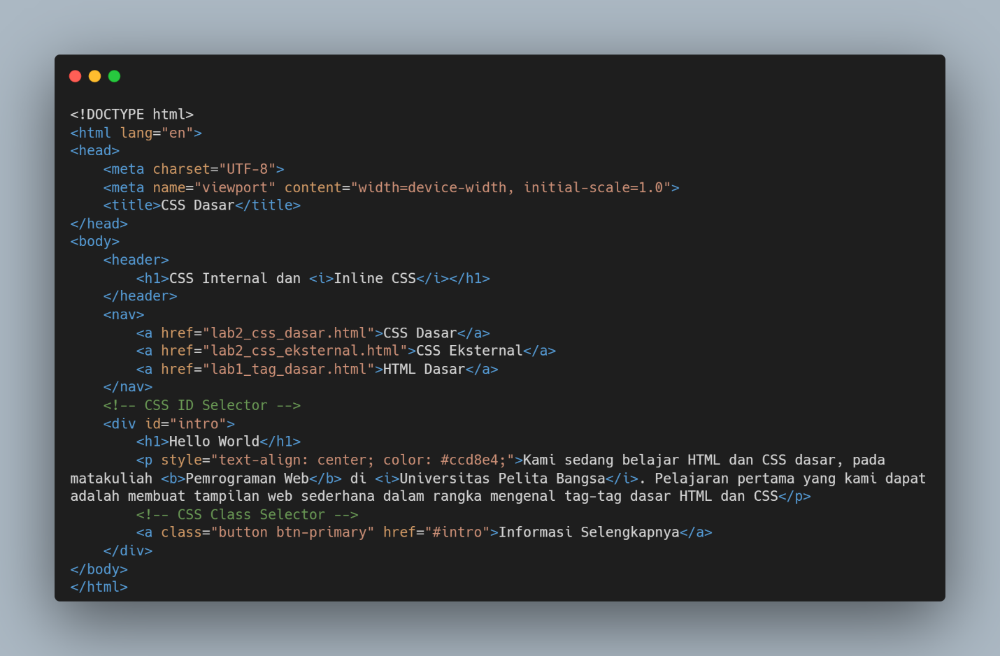 <!DOCTYPE html>
<html lang="en">
<head>
    <meta charset="UTF-8">
    <meta name="viewport" content="width=device-width, initial-scale=1.0">
    <title>CSS Dasar</title>
</head>
<body>
    <header>
        <h1>CSS Internal dan <i>Inline CSS</i></h1>
    </header>
    <nav>
        <a href="lab2_css_dasar.html">CSS Dasar</a>
        <a href="lab2_css_eksternal.html">CSS Eksternal</a>
        <a href="lab1_tag_dasar.html">HTML Dasar</a>
    </nav>
    <!-- CSS ID Selector -->
    <div id="intro">
        <h1>Hello World</h1>
        <p style="text-align: center; color: #ccd8e4;">Kami sedang belajar HTML dan CSS dasar, pada
matakuliah <b>Pemrograman Web</b> di <i>Universitas Pelita Bangsa</i>. Pelajaran pertama yang kami dapat
adalah membuat tampilan web sederhana dalam rangka mengenal tag-tag dasar HTML dan CSS</p>
        <!-- CSS Class Selector -->
        <a class="button btn-primary" href="#intro">Informasi Selengkapnya</a>
    </div>
</body>
</html>